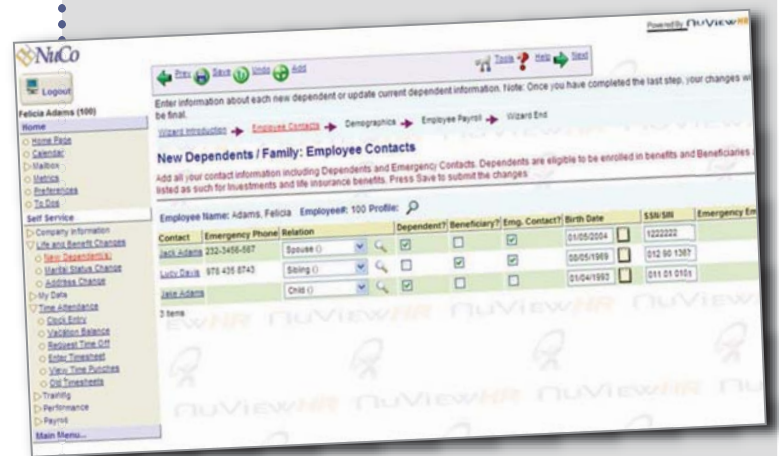 Powered By NuViewHR
NuCo
Logout
Prev Save Undo Add
Tools Help Next
Felicia Adams (100)
Enter information about each new dependent or update current dependent information. Note: Once you have completed the last step, your changes wi
be final.
Wizard Introduction Employee Contacts Demographics Employee Payroll Wizard End
Home
Home Page
Calendar
Mailbox
Metrics
Preferences
To Dos
Self Service
Company Information
Life and Benefit Changes
New Dependent(s)
Marital Status Change
Address Change
My Data
Time Attendance
Clock Entry
Vacation Balance
Request Time Off
Enter Timesheet
View Time Punches
Old Timesheets
Training
Performance
Payroll
Main Menu...
New Dependents / Family: Employee Contacts
Add all your contact information including Dependents and Emergency Contacts. Dependents are eligible to be enrolled in benefits and Beneficiaries
listed as such for Investments and life insurance benefits. Press Save to submit the changes
Employee Name: Adams, Felicia Employee#: 100 Profile:
Contact Emergency Phone Relation Dependent? Beneficiary? Emg. Contact? Birth Date SSN/SIN Emergency Em
Jack Adams 232-3456-567 Spouse () 01/05/2004 1222222
Lucy Davis 978 435 8743 Sibling () 08/05/1969 012 90 1367
Jake Adams Child () 01/04/1993 011 01 0101
3 items
NuViewHR